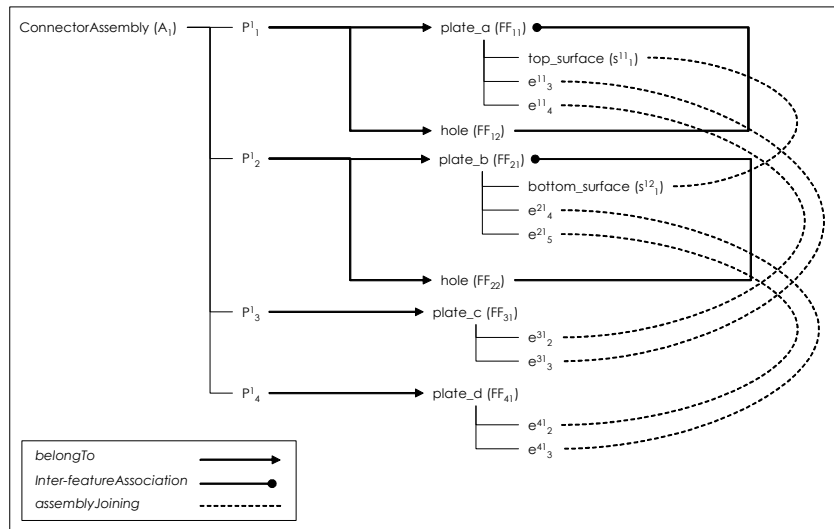 ConnectorAssembly (A₁) P¹₁ plate_a (FF₁₁)
top_surface (s¹¹₁)
e¹¹₃
e¹¹₄
hole (FF₁₂)
P¹₂ plate_b (FF₂₁)
bottom_surface (s¹²₁)
e²¹₄
e²¹₅
hole (FF₂₂)
P¹₃ plate_c (FF₃₁)
e³¹₂
e³¹₃
P¹₄ plate_d (FF₄₁)
e⁴¹₂
e⁴¹₃
belongTo
Inter-featureAssociation
assemblyJoining